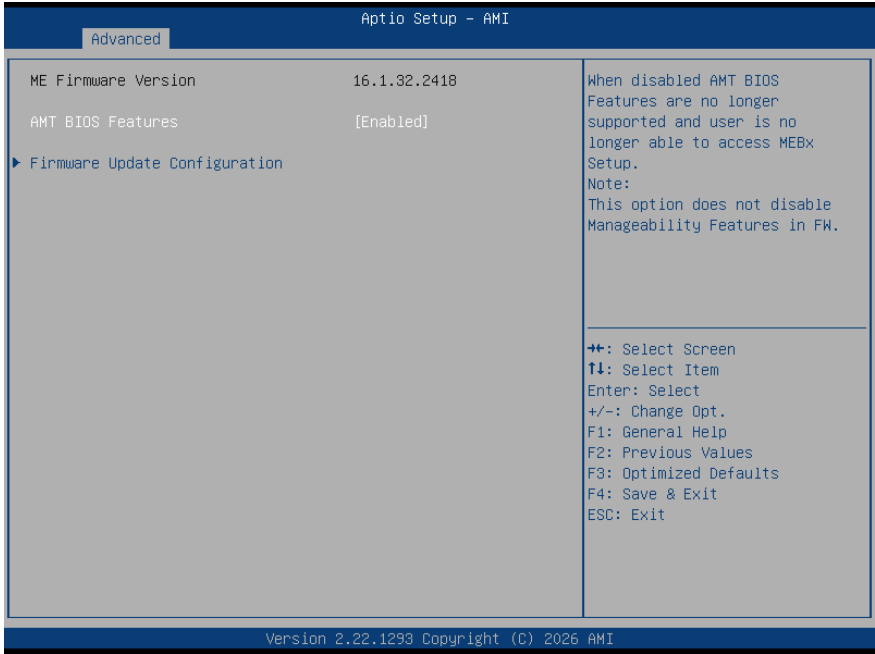 Aptio Setup – AMI
Advanced
ME Firmware Version 16.1.32.2418
AMT BIOS Features [Enabled]
Firmware Update Configuration
When disabled AMT BIOS
Features are no longer
supported and user is no
longer able to access MEBx
Setup.
Note:
This option does not disable
Manageability Features in FW.
→←: Select Screen
↑↓: Select Item
Enter: Select
+/-: Change Opt.
F1: General Help
F2: Previous Values
F3: Optimized Defaults
F4: Save & Exit
ESC: Exit
Version 2.22.1293 Copyright (C) 2026 AMI